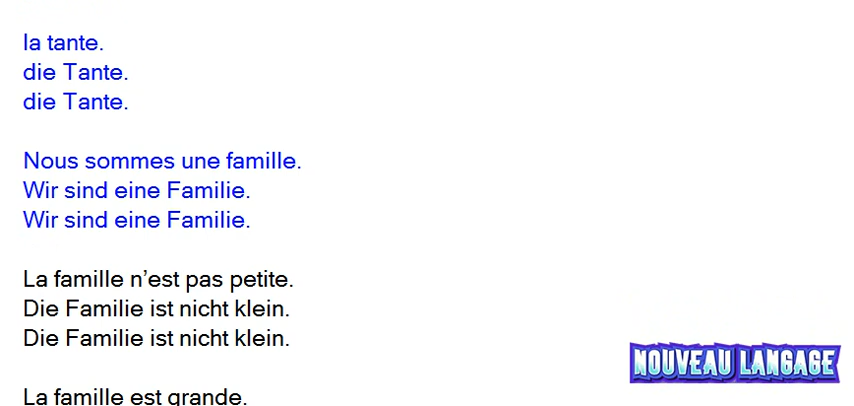 la tante.
die Tante.
die Tante.
Nous sommes une famille.
Wir sind eine Familie.
Wir sind eine Familie.
La famille n’est pas petite.
Die Familie ist nicht klein.
Die Familie ist nicht klein.
NOUVEAU LANGAGE
La famille est grande.